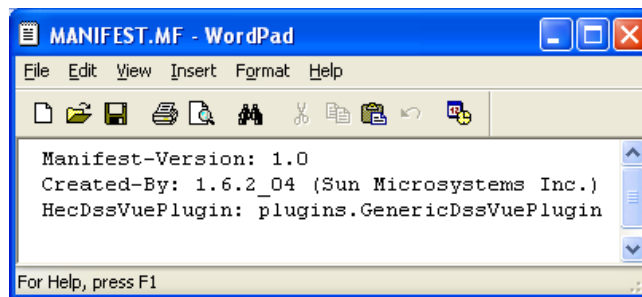 MANIFEST.MF - WordPad
File Edit View Insert Format Help
Manifest-Version: 1.0
Created-By: 1.6.2_04 (Sun Microsystems Inc.)
HecDssVuePlugin: plugins.GenericDssVuePlugin
For Help, press F1